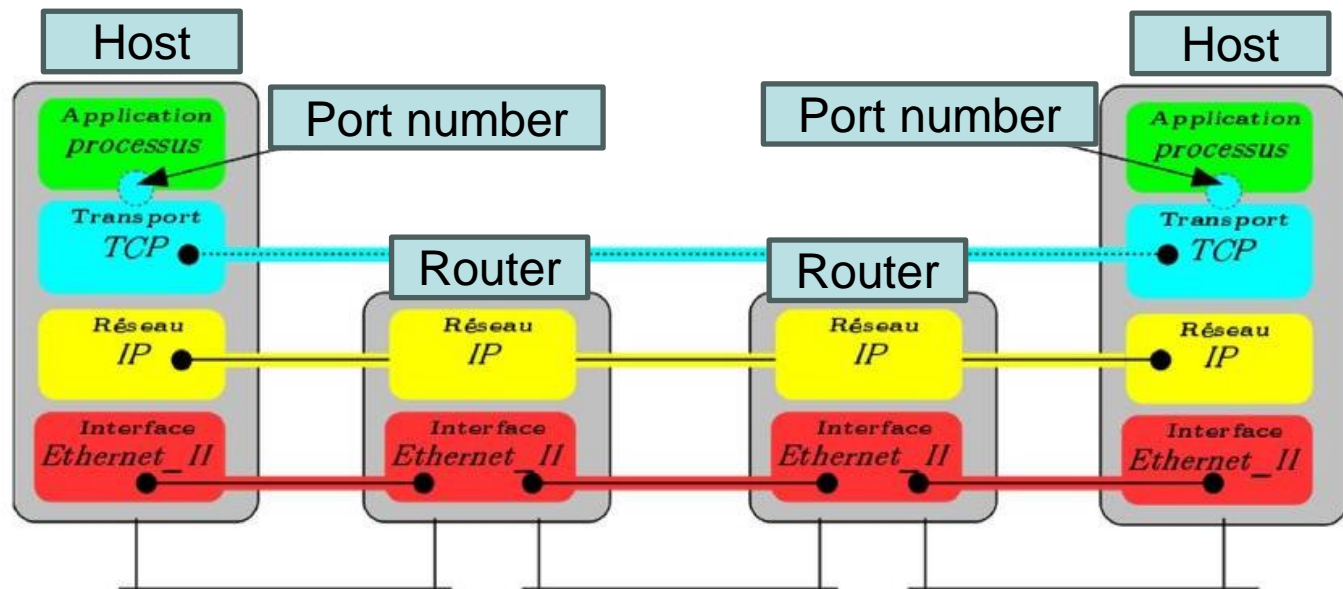 Host
Host
Port number
Port number
Application
processus
Application
processus
Transport
TCP
Transport
TCP
Router
Router
Réseau
IP
Réseau
IP
Réseau
IP
Réseau
IP
Interface
Ethernet_II
Interface
Ethernet_II
Interface
Ethernet_II
Interface
Ethernet_II